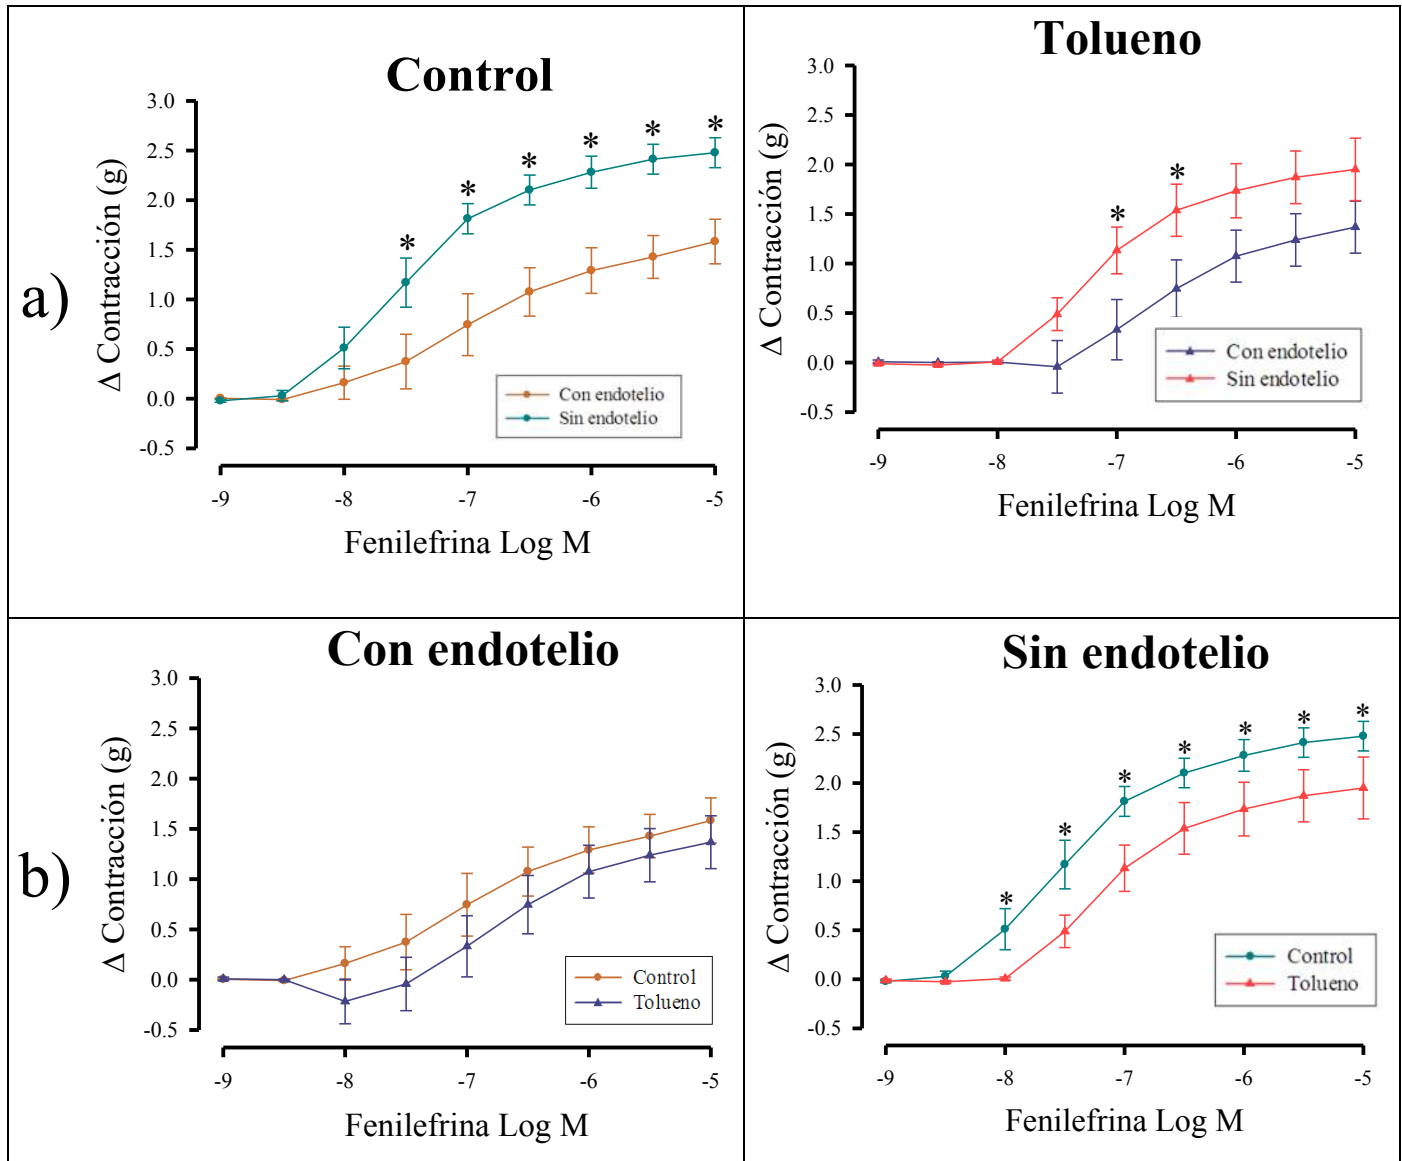 a)
Control
Δ Contracción (g)
3.0
2.5
2.0
1.5
1.0
0.5
0.0
-0.5
* * * * * *
Con endotelio
Sin endotelio
-9 -8 -7 -6 -5
Fenilefrina Log M
Tolueno
Δ Contracción (g)
3.0
2.5
2.0
1.5
1.0
0.5
0.0
-0.5
* *
Con endotelio
Sin endotelio
-9 -8 -7 -6 -5
Fenilefrina Log M
b)
Con endotelio
Δ Contracción (g)
3.0
2.5
2.0
1.5
1.0
0.5
0.0
-0.5
Control
Tolueno
-9 -8 -7 -6 -5
Fenilefrina Log M
Sin endotelio
Δ Contracción (g)
3.0
2.5
2.0
1.5
1.0
0.5
0.0
-0.5
* * * * * * *
Control
Tolueno
-9 -8 -7 -6 -5
Fenilefrina Log M